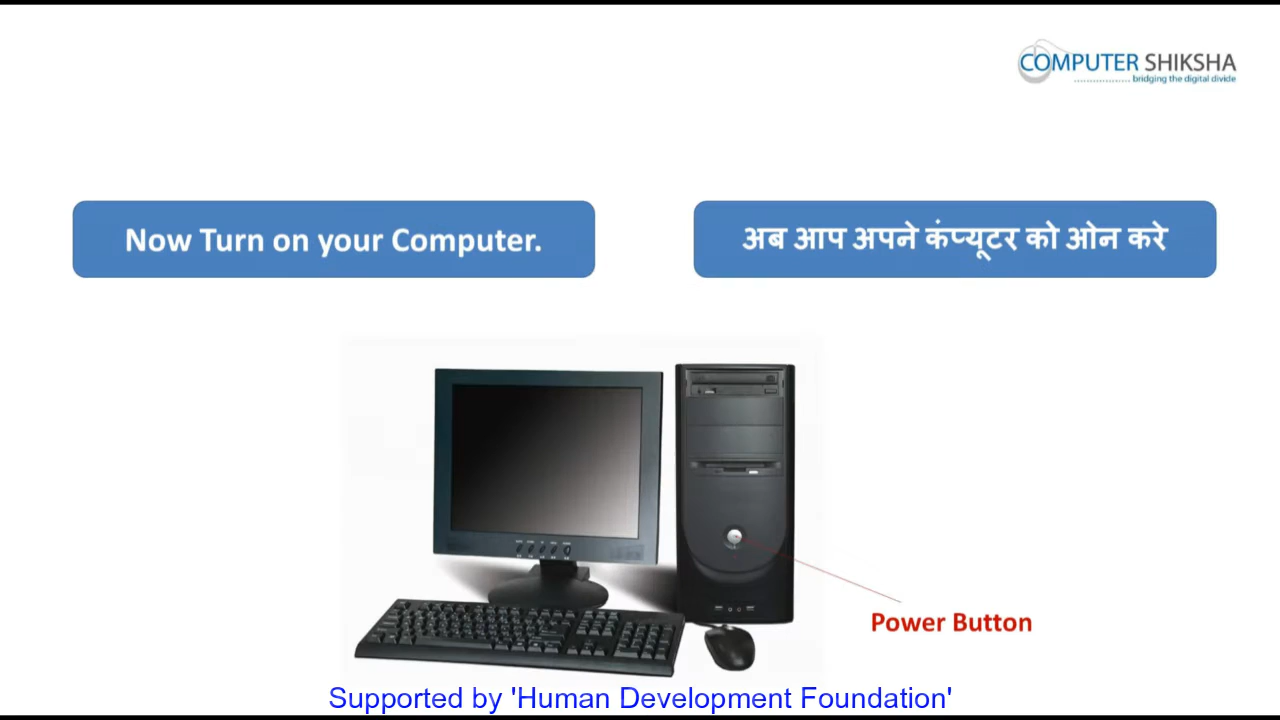 COMPUTER SHIKSHA
bridging the digital divide
Now Turn on your Computer.
अब आप अपने कंप्यूटर को ओन करे
Power Button
Supported by 'Human Development Foundation'